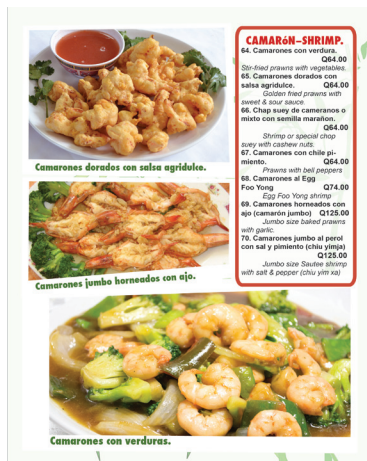 CAMARóN–SHRIMP.
64. Camarones con verdura.
Q64.00
Stir-fried prawns with vegetables.
65. Camarones dorados con
salsa agridulce. Q64.00
Golden fried prawns with
sweet & sour sauce.
66. Chap suey de cameranos o
mixto con semilla marañon.
Q64.00
Shrimp or special chop
suey with cashew nuts.
67. Camarones con chile pi-
miento. Q64.00
Prawns with bell peppers
68. Camarones al Egg
Foo Yong Q74.00
Egg Foo Yong shrimp
69. Camarones horneados con
ajo (camarón jumbo) Q125.00
Jumbo size baked prawns
with garlic.
70. Camarones jumbo al perol
con sal y pimiento (chiu yimja)
Q125.00
Jumbo size Sautee shrimp
with salt & pepper (chiu yim xa)
Camarones dorados con salsa agridulce.
Camarones jumbo horneados con ajo.
Camarones con verduras.